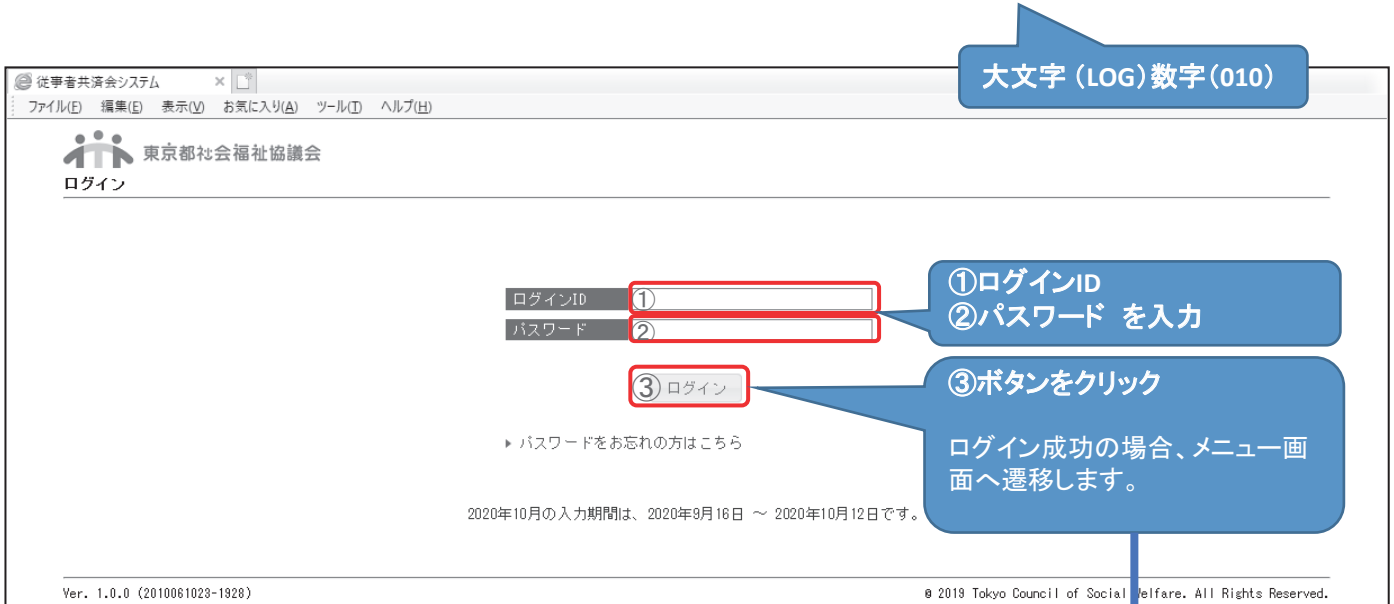 大文字（LOG）数字（010）
従事者共済会システム
ファイル(F) 編集(E) 表示(V) お気に入り(A) ツール(T) ヘルプ(H)
東京都社会福祉協議会
ログイン
ログインID ①
パスワード ②
①ログインID
②パスワード を入力
③ ログイン
③ボタンをクリック
ログイン成功の場合、メニュー画
面へ遷移します。
▶ パスワードをお忘れの方はこちら
2020年10月の入力期間は、2020年9月16日 ～ 2020年10月12日です。
Ver. 1.0.0 (2010061023-1928)
© 2019 Tokyo Council of Social Welfare. All Rights Reserved.